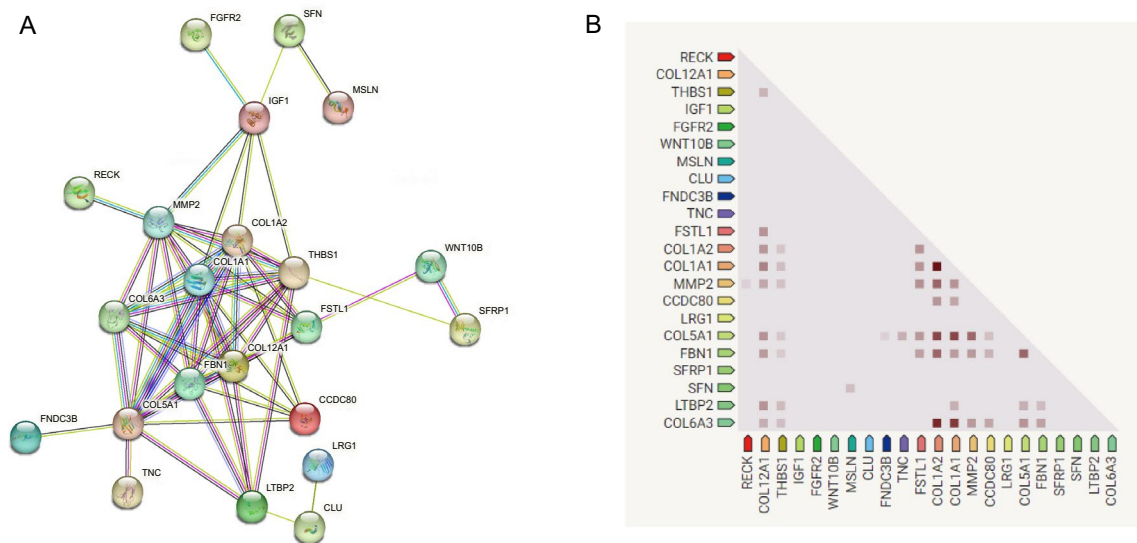 A
FGFR2
SFN
MSLN
IGF1
RECK
MMP2
COL1A2
THBS1
WNT10B
COL1A1
COL6A3
FSTL1
SFRP1
COL12A1
FBN1
COL5A1
CCDC80
FNDC3B
LRG1
TNC
LTBP2
CLU
B
RECK
COL12A1
THBS1
IGF1
FGFR2
WNT10B
MSLN
CLU
FNDC3B
TNC
FSTL1
COL1A2
COL1A1
MMP2
CCDC80
LRG1
COL5A1
FBN1
SFRP1
SFN
LTBP2
COL6A3
RECK
COL12A1
THBS1
IGF1
FGFR2
WNT10B
MSLN
CLU
FNDC3B
TNC
FSTL1
COL1A2
COL1A1
MMP2
CCDC80
LRG1
COL5A1
FBN1
SFRP1
SFN
LTBP2
COL6A3